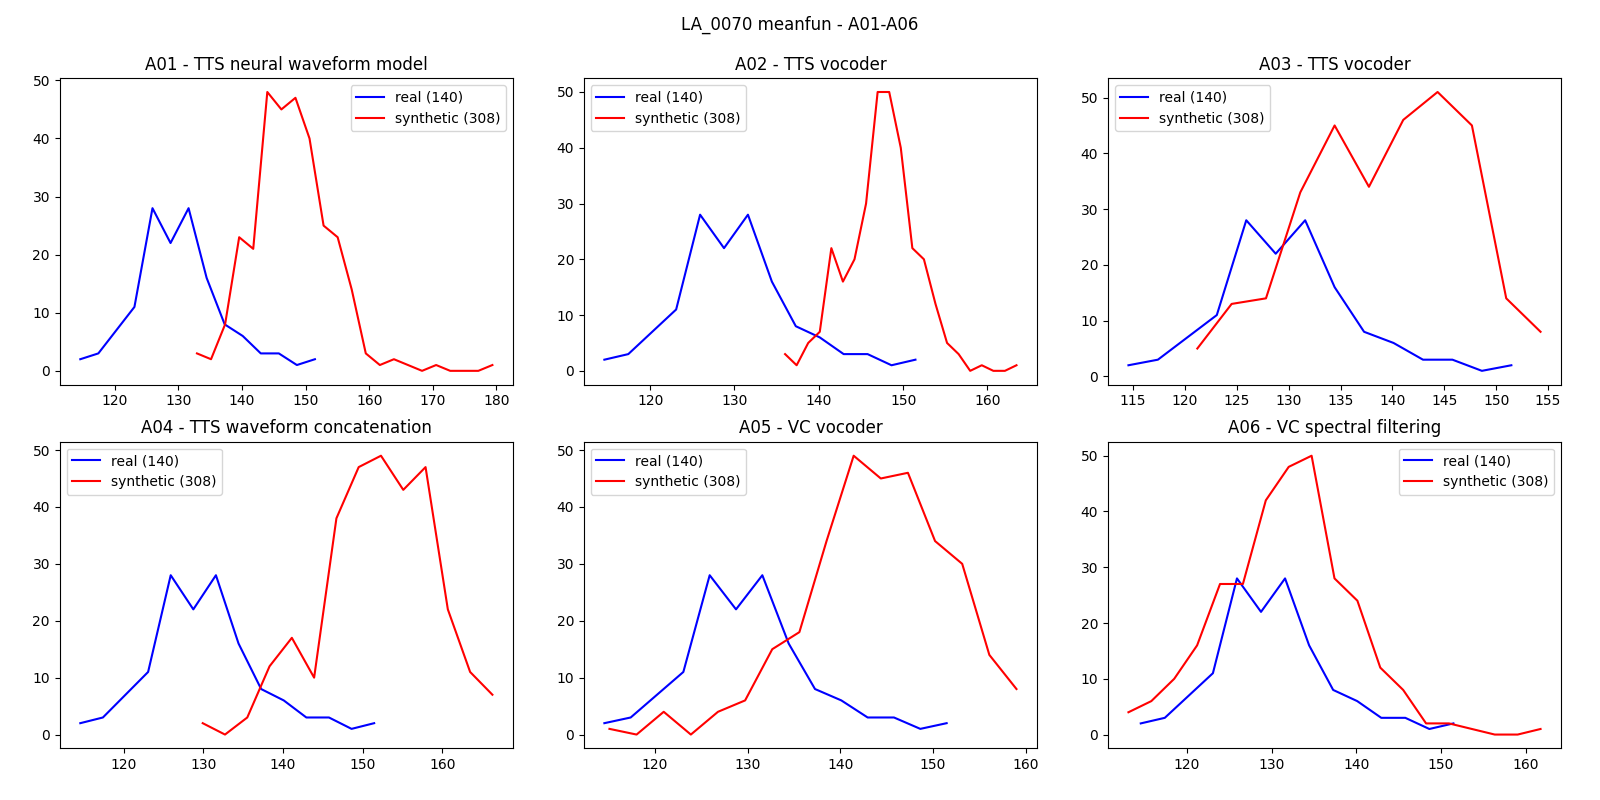 LA_0070 meanfun - A01-A06
A01 - TTS neural waveform model
50
40
30
20
10
0
real (140)
synthetic (308)
120 130 140 150 160 170 180
A02 - TTS vocoder
50
40
30
20
10
0
real (140)
synthetic (308)
120 130 140 150 160
A03 - TTS vocoder
50
40
30
20
10
0
real (140)
synthetic (308)
115 120 125 130 135 140 145 150 155
A04 - TTS waveform concatenation
50
40
30
20
10
0
real (140)
synthetic (308)
120 130 140 150 160
A05 - VC vocoder
50
40
30
20
10
0
real (140)
synthetic (308)
120 130 140 150 160
A06 - VC spectral filtering
50
40
30
20
10
0
real (140)
synthetic (308)
120 130 140 150 160